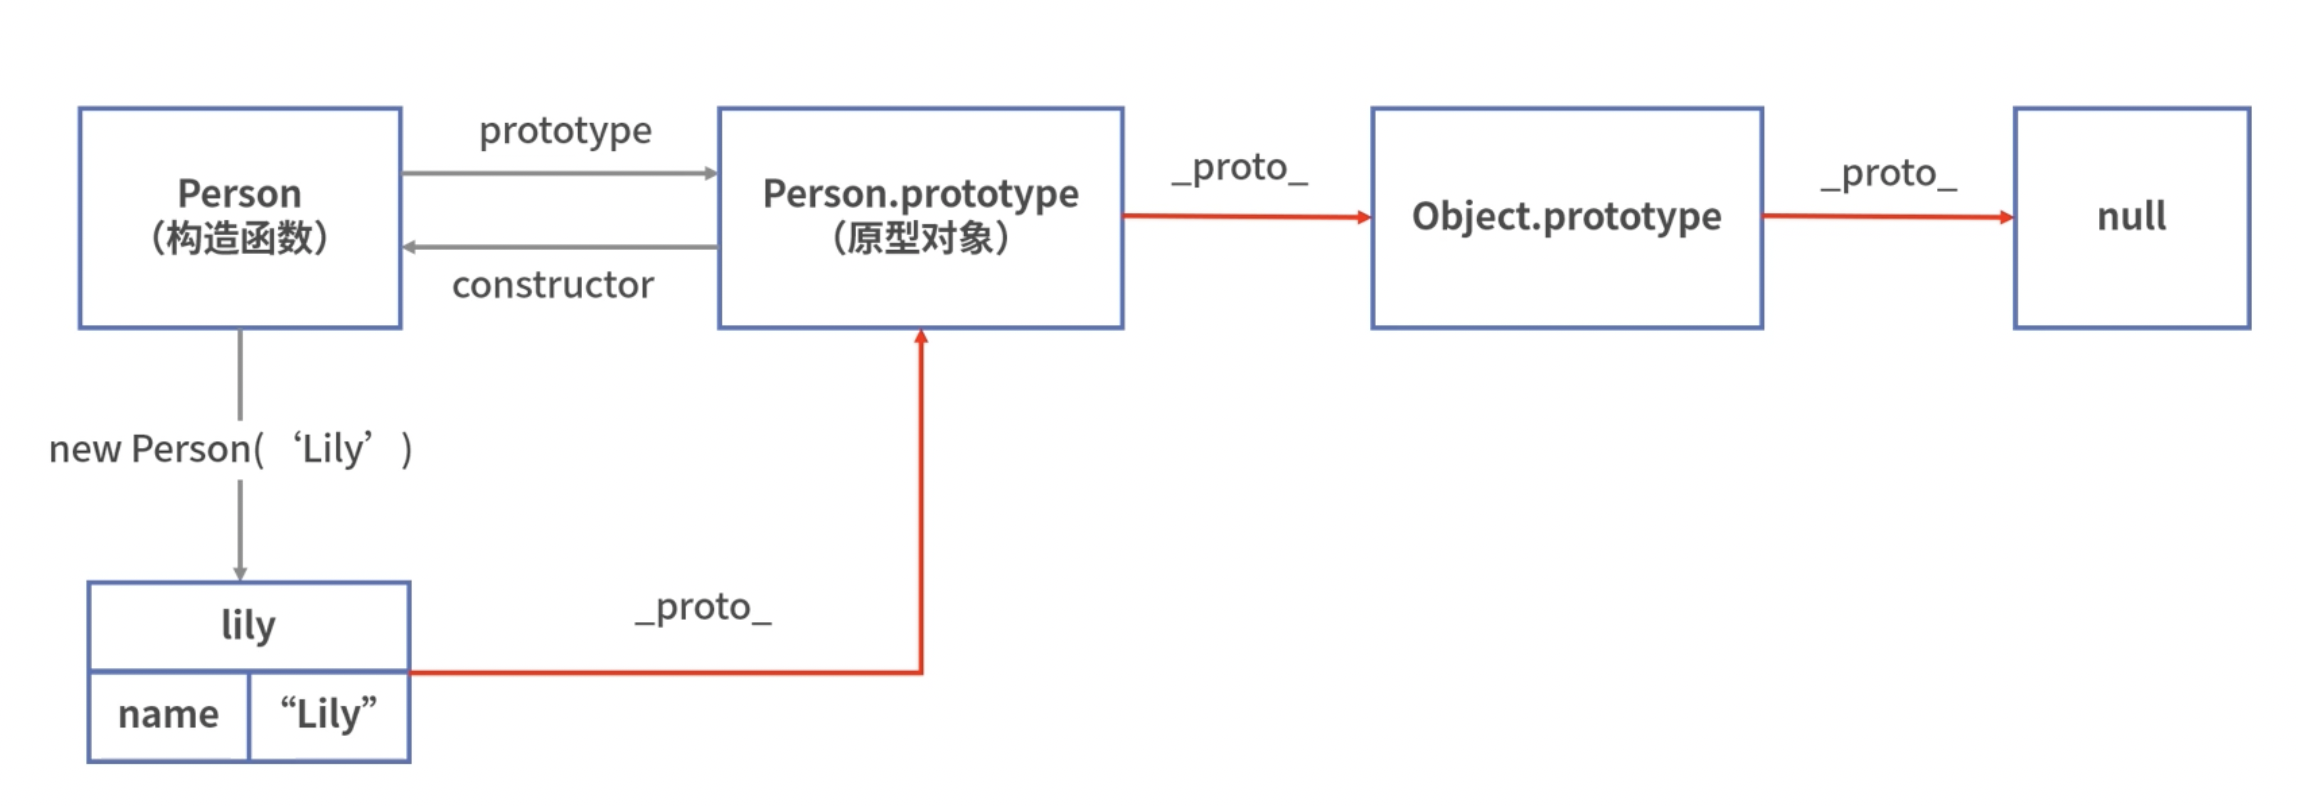 prototype
Person
（构造函数）
constructor
Person.prototype
（原型对象）
_proto_
Object.prototype
_proto_
null
new Person(‘Lily’)
lily
name
“Lily”
_proto_